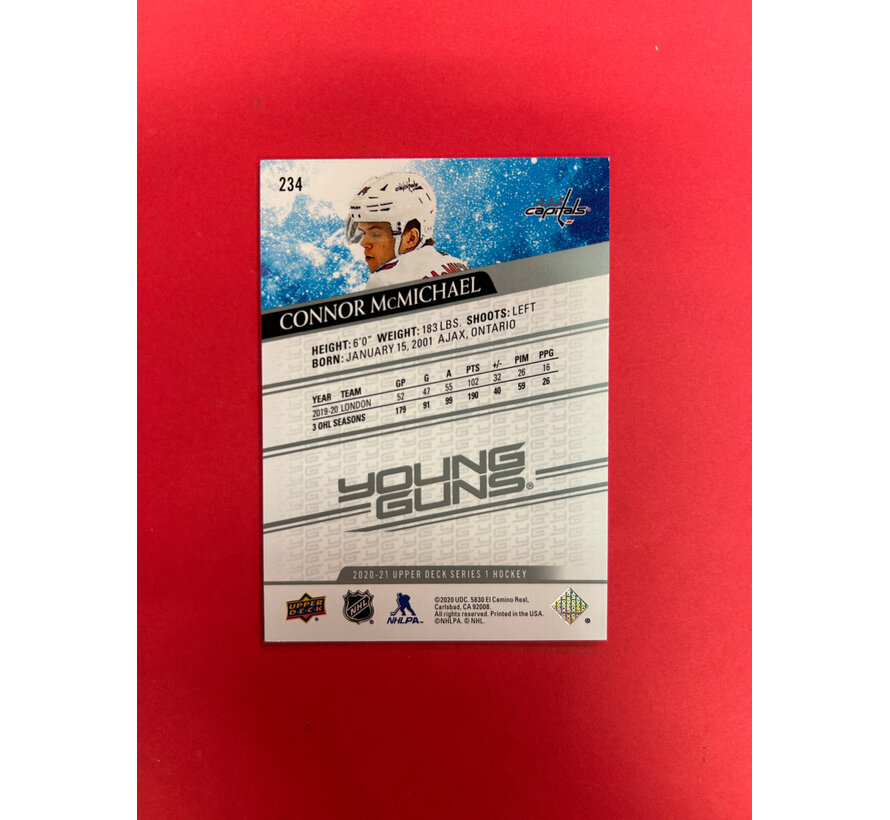 234
capitals
CONNOR McMICHAEL
HEIGHT: 6'0" WEIGHT: 183 LBS. SHOOTS: LEFT
BORN: JANUARY 15, 2001 AJAX, ONTARIO
YEAR TEAM GP G A PTS +/- PIM PPG
2019-20 LONDON 52 47 55 102 32 26 16
3 OHL SEASONS 179 91 99 190 40 59 26
YOUNG
GUNS®
2020-21 UPPER DECK SERIES 1 HOCKEY
UPPER
DECK
NHL
NHLPA™
©2020 UDC. 5830 El Camino Real,
Carlsbad, CA 92008.
All rights reserved. Printed in the USA.
©NHLPA. © NHL.
®